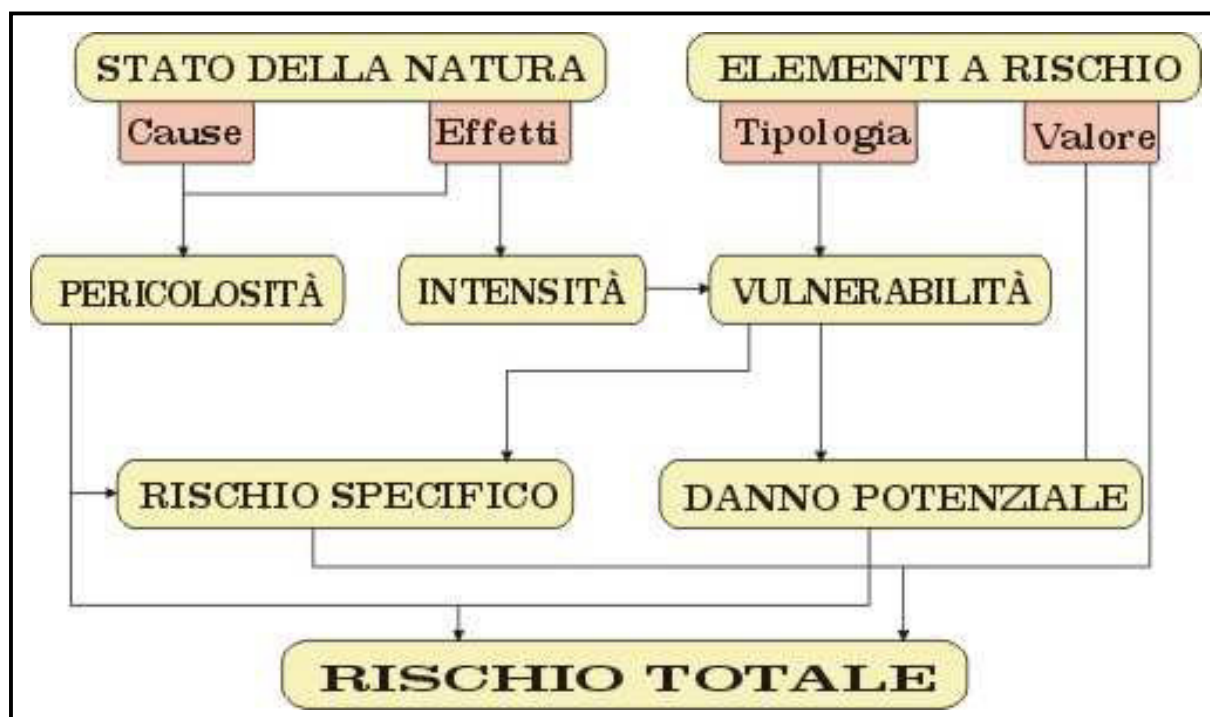 STATO DELLA NATURA
ELEMENTI A RISCHIO
Cause
Effetti
Tipologia
Valore
PERICOLOSITÀ
INTENSITÀ
VULNERABILITÀ
RISCHIO SPECIFICO
DANNO POTENZIALE
RISCHIO TOTALE